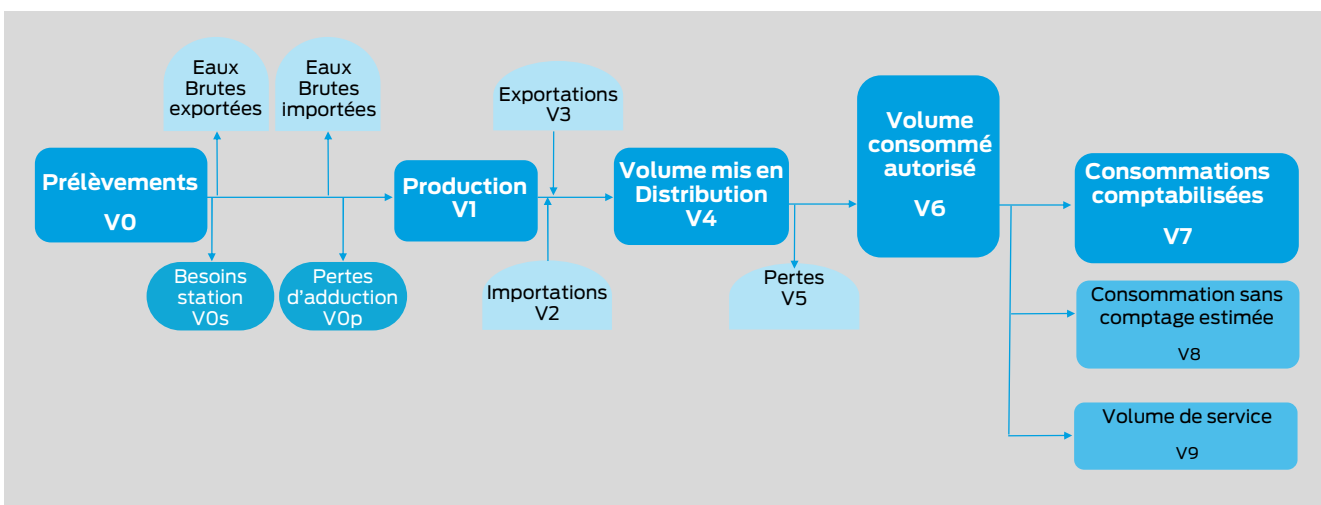 Eaux
Brutes
exportées
Eaux
Brutes
importées
Exportations
V3
Prélèvements
V0
Production
V1
Volume mis en
Distribution
V4
Volume
consommé
autorisé
V6
Consommations
comptabilisées
V7
Besoins
station
V0s
Pertes
d'adduction
V0p
Importations
V2
Pertes
V5
Consommation sans
comptage estimée
V8
Volume de service
V9